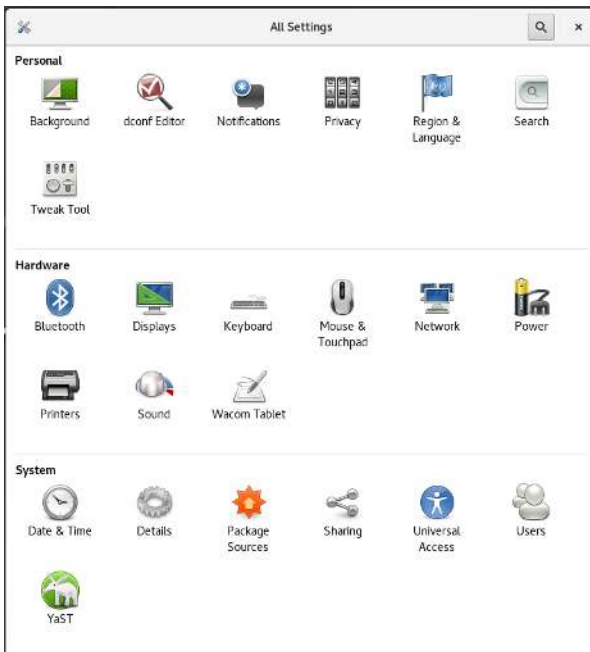 All Settings
Personal
Background dconf Editor Notifications Privacy Region & Language Search
Tweak Tool
Hardware
Bluetooth Displays Keyboard Mouse & Touchpad Network Power
Printers Sound Wacom Tablet
System
Date & Time Details Package Sources Sharing Universal Access Users
YaST